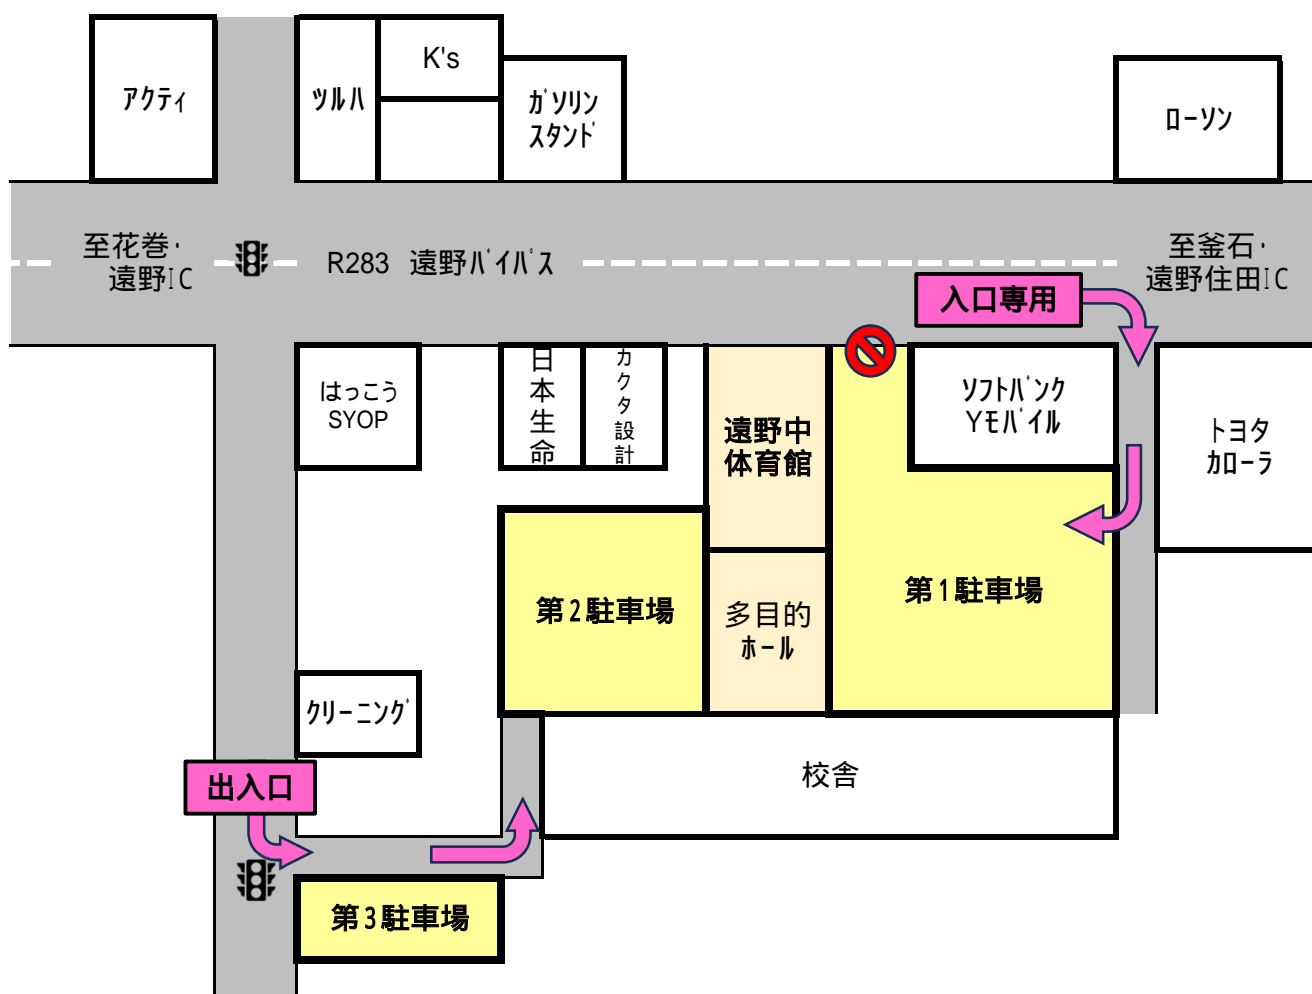 アクティ
ツルハ
K's
ガソリン
スタンド
ローソン
至花巻・
遠野IC
R283 遠野バイパス
至釜石・
遠野住田IC
入口専用
はっこう
SYOP
日本生命
カクタ設計
遠野中
体育館
ソフトバンク
Yモバイル
トヨタ
カローラ
第2駐車場
多目的
ホール
第1駐車場
クリーニング
校舎
出入口
第3駐車場